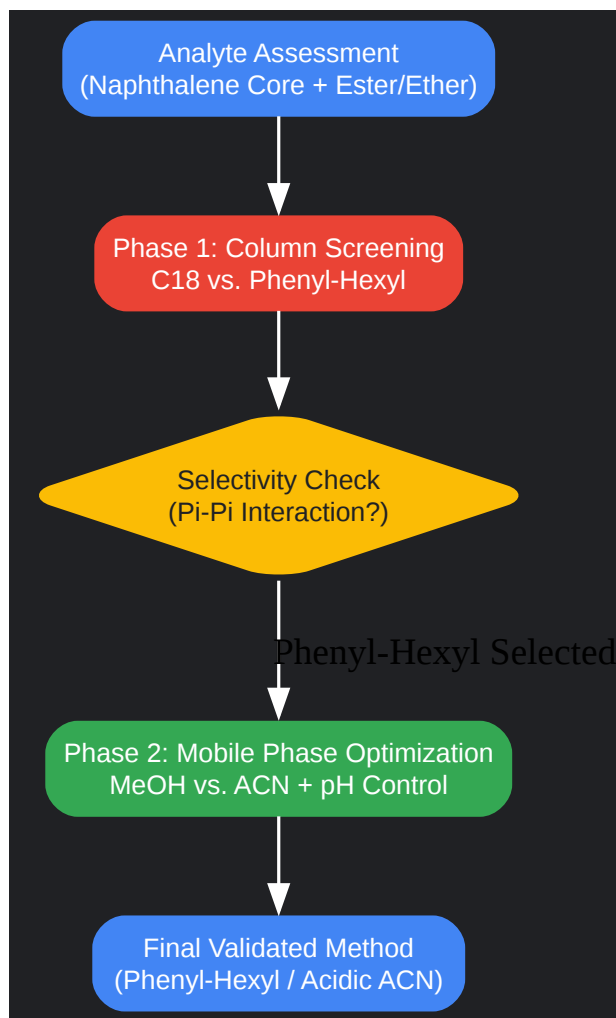 Analyte Assessment
(Naphthalene Core + Ester/Ether)
Phase 1: Column Screening
C18 vs. Phenyl-Hexyl
Selectivity Check
(Pi-Pi Interaction?)
Phenyl-Hexyl Selected
Phase 2: Mobile Phase Optimization
MeOH vs. ACN + pH Control
Final Validated Method
(Phenyl-Hexyl / Acidic ACN)